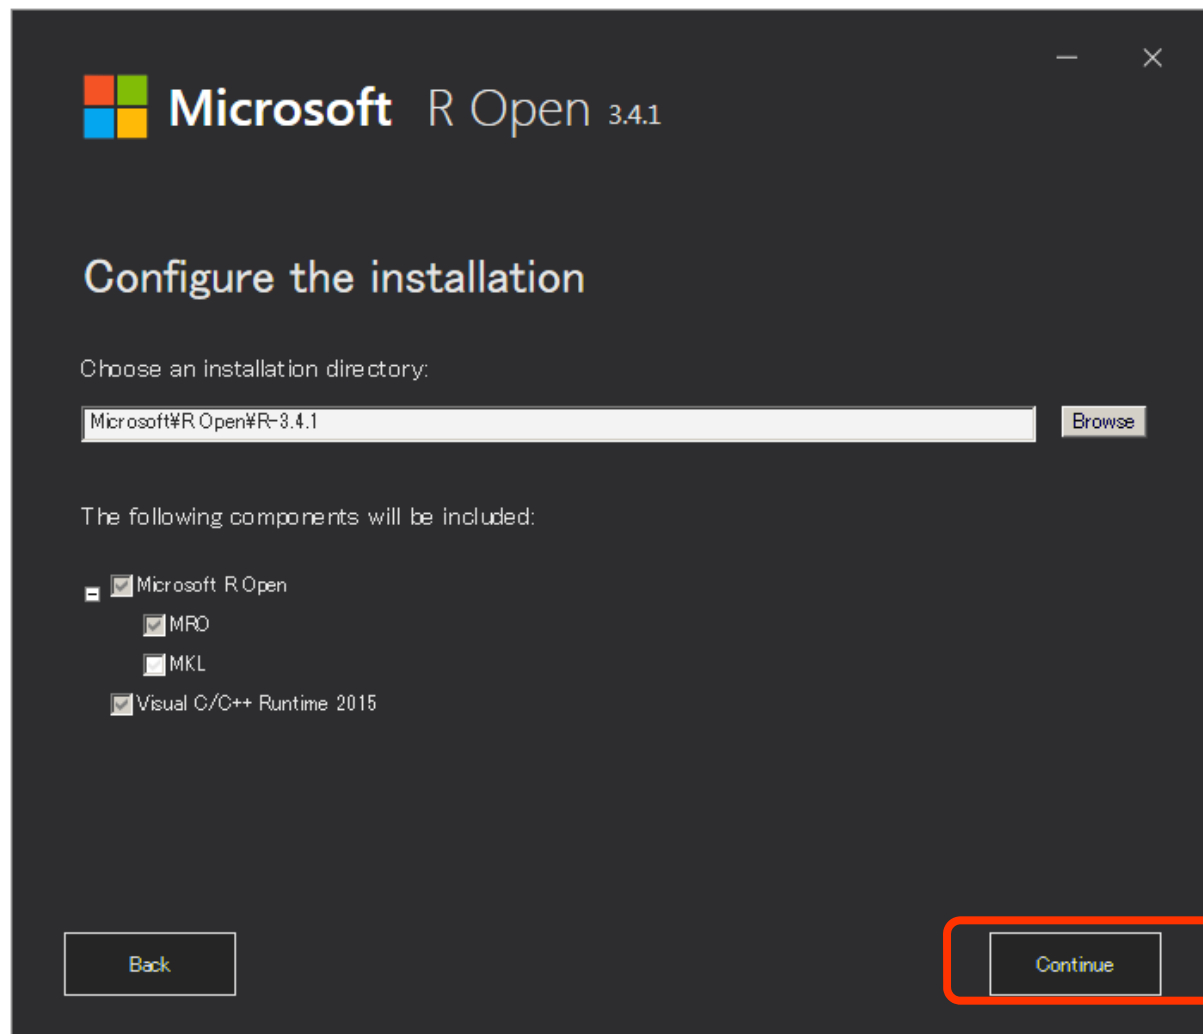 Microsoft R Open 3.4.1
Configure the installation
Choose an installation directory:
Microsoft¥R Open¥R-3.4.1
Browse
The following components will be included:
Microsoft R Open
MRO
MKL
Visual C/C++ Runtime 2015
Back
Continue